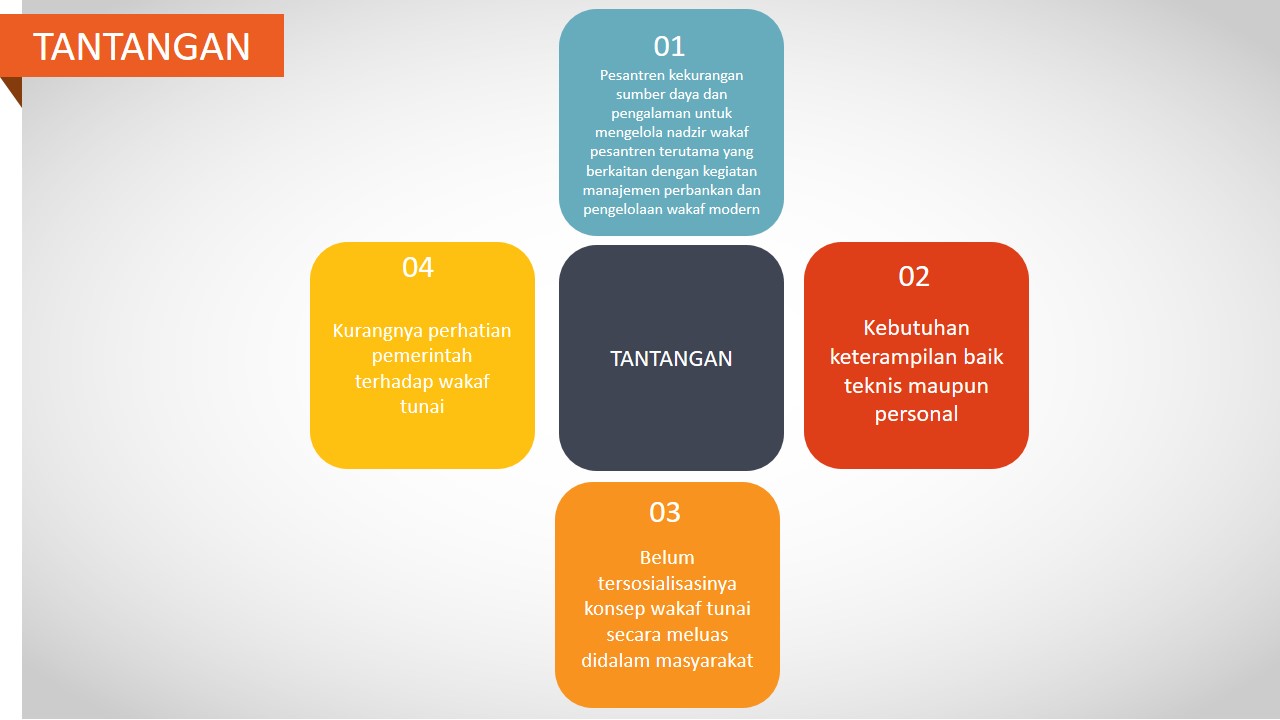 TANTANGAN
01
Pesantren kekurangan
sumber daya dan
pengalaman untuk
mengelola nadzir wakaf
pesantren terutama yang
berkaitan dengan kegiatan
manajemen perbankan dan
pengelolaan wakaf modern
04
Kurangnya perhatian
pemerintah
terhadap wakaf
tunai
TANTANGAN
02
Kebutuhan
keterampilan baik
teknis maupun
personal
03
Belum
tersosialisasinya
konsep wakaf tunai
secara meluas
didalam masyarakat